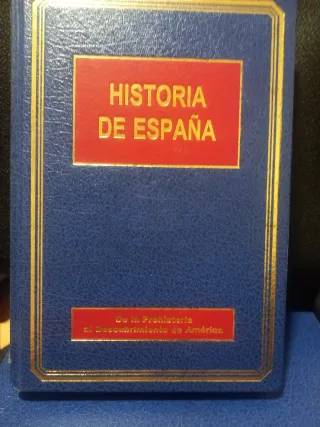 HISTORIA
DE ESPAÑA
De la Prehistoria
al Descubrimiento de América